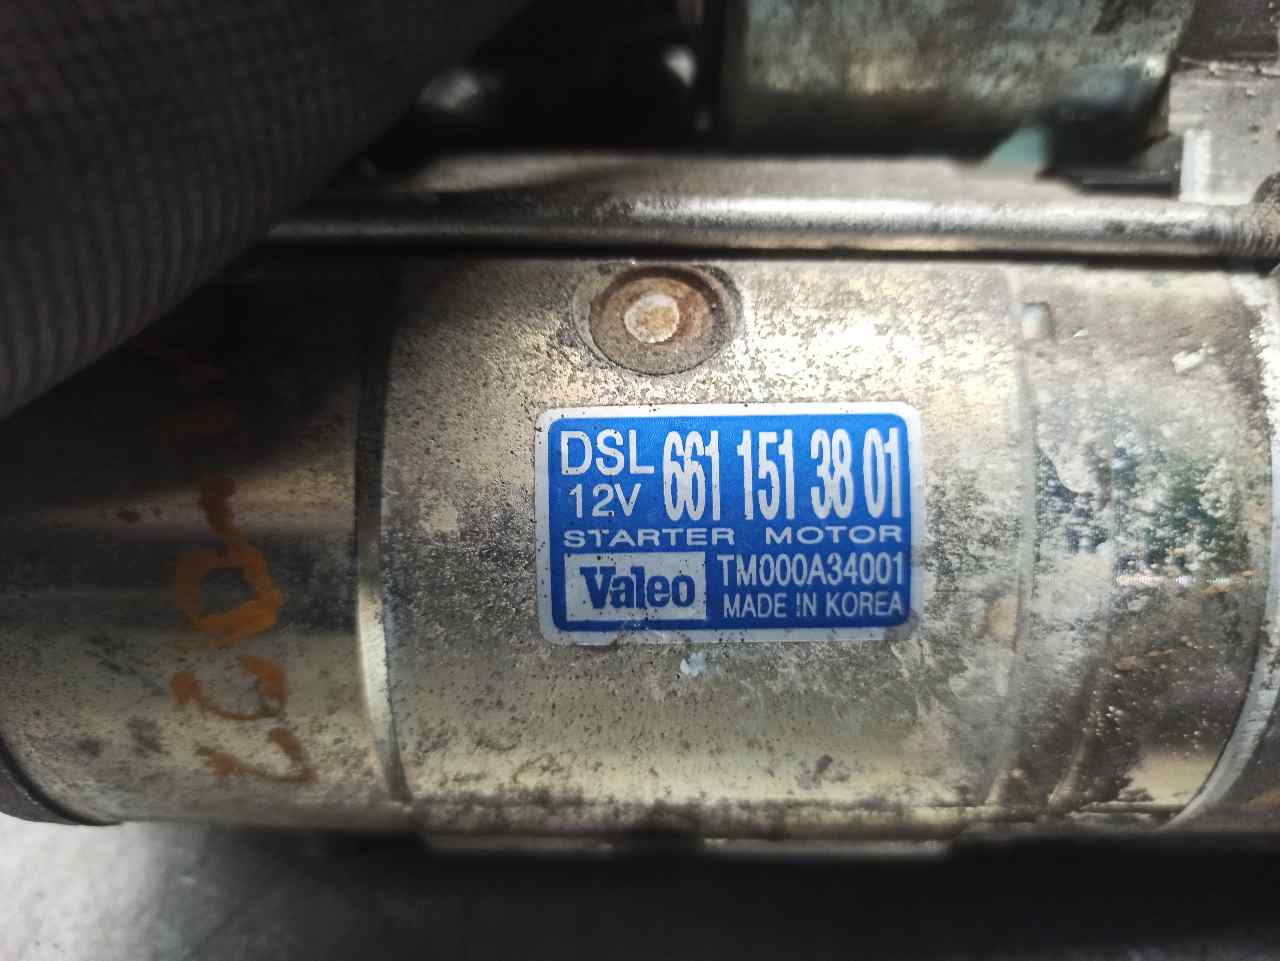 DSL 661 151 38 01
12V
STARTER MOTOR
Valeo TM000A34001
MADE IN KOREA